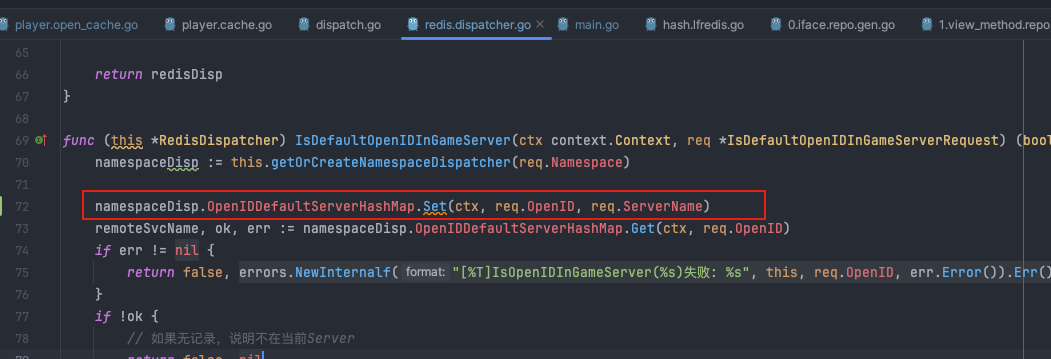 player.open_cache.go player.cache.go dispatch.go redis.dispatcher.go main.go hash.lfredis.go 0.iface.repo.gen.go 1.view_method.repo
65
66 return redisDisp
67 }
68
69 func (this *RedisDispatcher) IsDefaultOpenIDInGameServer(ctx context.Context, req *IsDefaultOpenIDInGameServerRequest) (bool
70 namespaceDisp := this.getOrCreateNamespaceDispatcher(req.Namespace)
71
72 namespaceDisp.OpenIDDefaultServerHashMap.Set(ctx, req.OpenID, req.ServerName)
73 remoteSvcName, ok, err := namespaceDisp.OpenIDDefaultServerHashMap.Get(ctx, req.OpenID)
74 if err != nil {
75 return false, errors.NewInternalf( format: "[%T]IsOpenIDInGameServer(%s)失败: %s", this, req.OpenID, err.Error()).Err()
76 }
77 if !ok {
78 // 如果无记录，说明不在当前Server
79 return false, nil